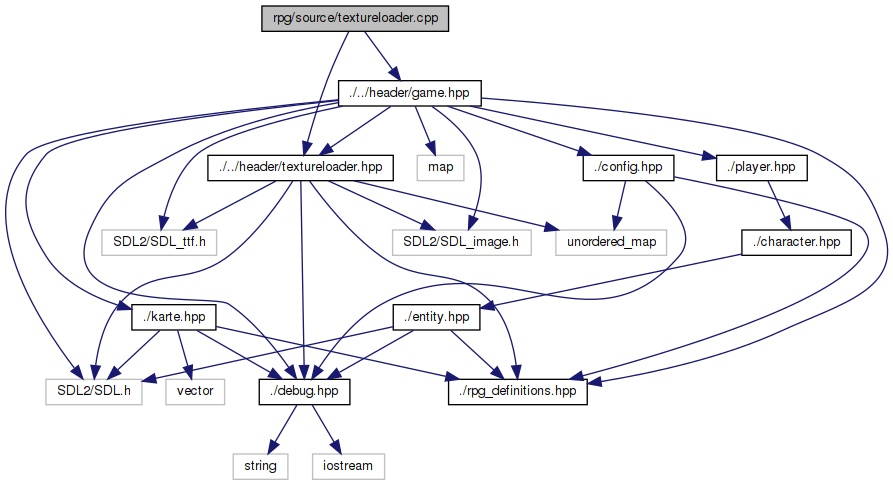 rpg/source/textureloader.cpp
./../header/game.hpp
./../header/textureloader.hpp
map
./config.hpp
./player.hpp
SDL2/SDL_ttf.h
SDL2/SDL_image.h
unordered_map
./character.hpp
./karte.hpp
./entity.hpp
SDL2/SDL.h
vector
./debug.hpp
./rpg_definitions.hpp
string
iostream